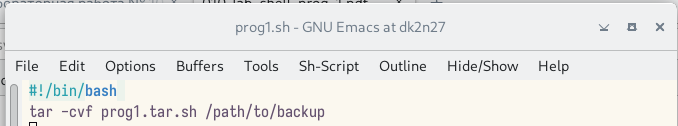 prog1.sh - GNU Emacs at dk2n27
File Edit Options Buffers Tools Sh-Script Outline Hide/Show Help
#!/bin/bash
tar -cvf prog1.tar.sh /path/to/backup